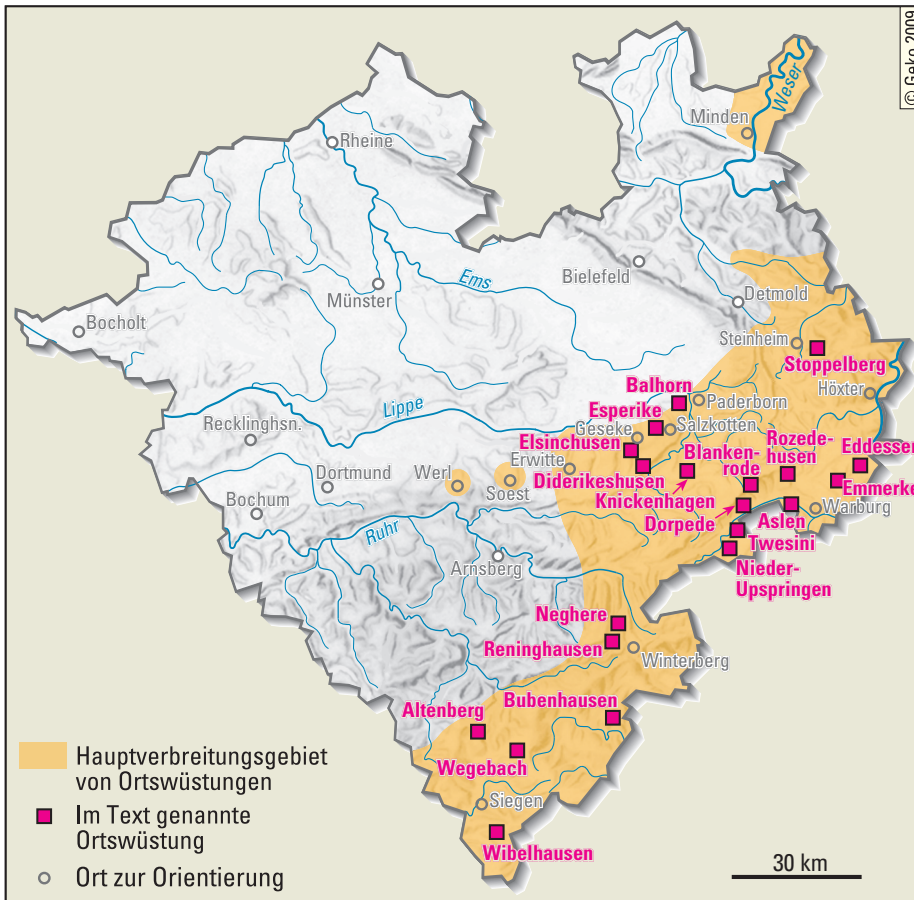 © Geko 2009
Weser
Minden
Rheine
Ems
Bielefeld
Münster
Detmold
Bocholt
Steinheim
Stoppelberg
Höxter
Balhorn
Paderborn
Lippe
Esperike
Salzkotten
Geseke
Recklinghsn.
Elsinchusen
Rozede-
husen
Eddessen
Blanken-
rode
Erwitte
Dortmund
Werl
Soest
Diderikeshusen
Emmerke
Knickenhagen
Bochum
Warburg
Dorpede
Aslen
Ruhr
Twesini
Arnsberg
Nieder-
Upspringen
Neghere
Reninghausen
Winterberg
Bubenhausen
Altenberg
Wegebach
Siegen
Wibelhausen
Hauptverbreitungsgebiet
von Ortswüstungen
Im Text genannte
Ortswüstung
Ort zur Orientierung
30 km